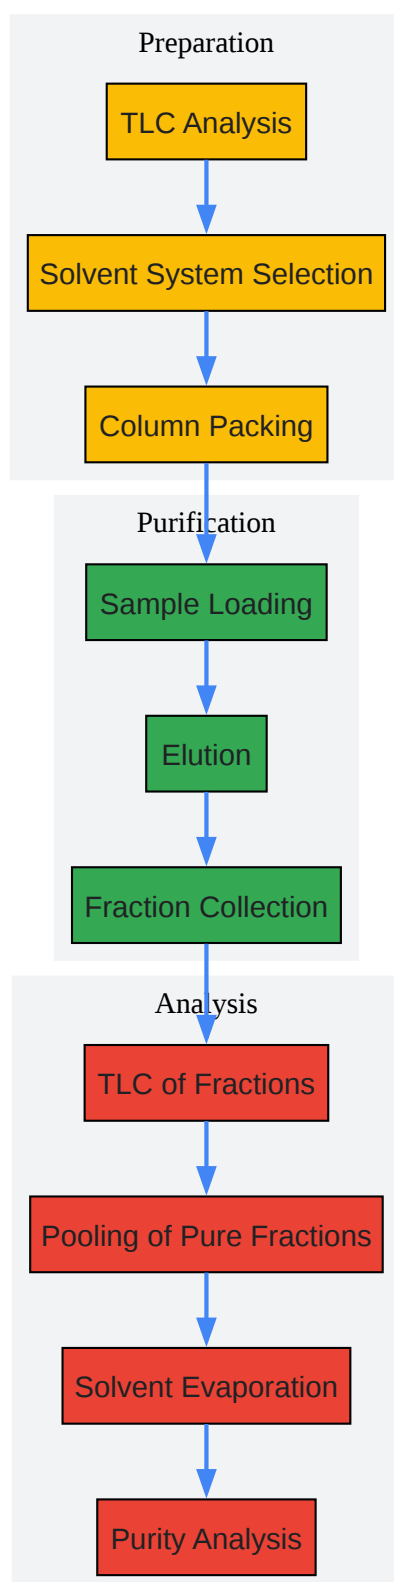 Preparation
TLC Analysis
Solvent System Selection
Column Packing
Purification
Sample Loading
Elution
Fraction Collection
Analysis
TLC of Fractions
Pooling of Pure Fractions
Solvent Evaporation
Purity Analysis